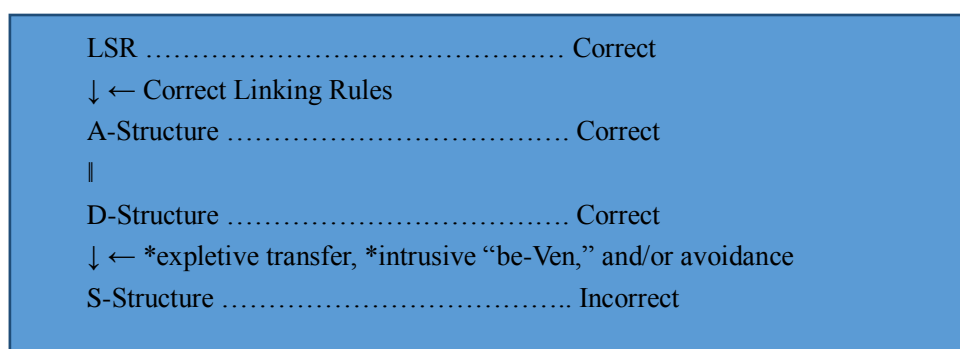 LSR ……………………………………… Correct
↓ ← Correct Linking Rules
A-Structure ………………………………. Correct
‖
D-Structure ………………………………. Correct
↓ ← *expletive transfer, *intrusive “be-Ven,” and/or avoidance
S-Structure ……………………………….. Incorrect